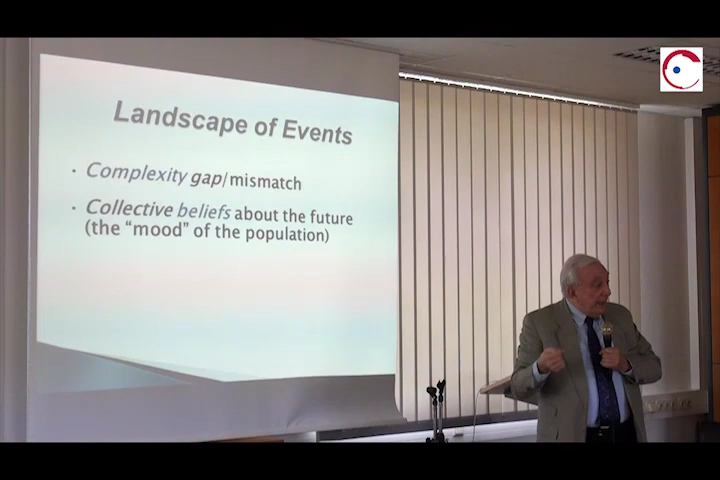 Landscape of Events
· Complexity gap/mismatch
· Collective beliefs about the future
(the “mood” of the population)